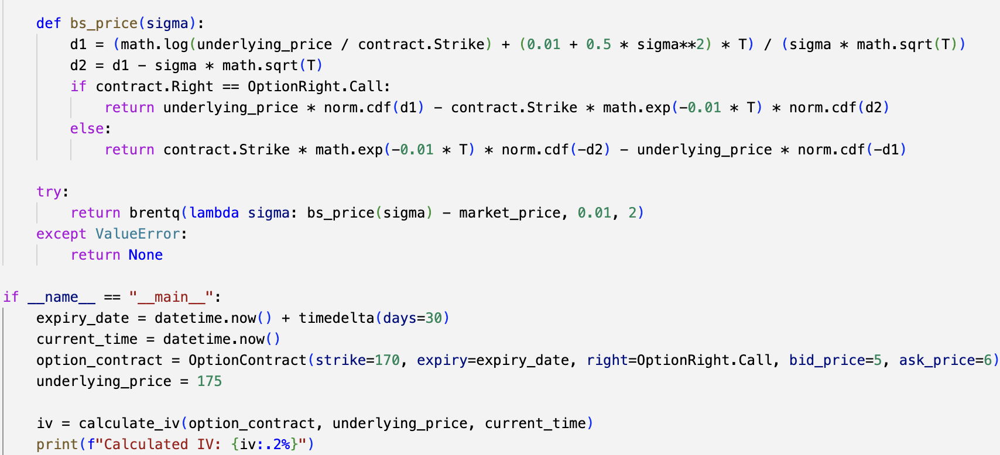 def bs_price(sigma):
d1 = (math.log(underlying_price / contract.Strike) + (0.01 + 0.5 * sigma**2) * T) / (sigma * math.sqrt(T))
d2 = d1 - sigma * math.sqrt(T)
if contract.Right == OptionRight.Call:
return underlying_price * norm.cdf(d1) - contract.Strike * math.exp(-0.01 * T) * norm.cdf(d2)
else:
return contract.Strike * math.exp(-0.01 * T) * norm.cdf(-d2) - underlying_price * norm.cdf(-d1)
try:
return brentq(lambda sigma: bs_price(sigma) - market_price, 0.01, 2)
except ValueError:
return None
if __name__ == "__main__":
expiry_date = datetime.now() + timedelta(days=30)
current_time = datetime.now()
option_contract = OptionContract(strike=170, expiry=expiry_date, right=OptionRight.Call, bid_price=5, ask_price=6)
underlying_price = 175
iv = calculate_iv(option_contract, underlying_price, current_time)
print(f"Calculated IV: {iv:.2%}")